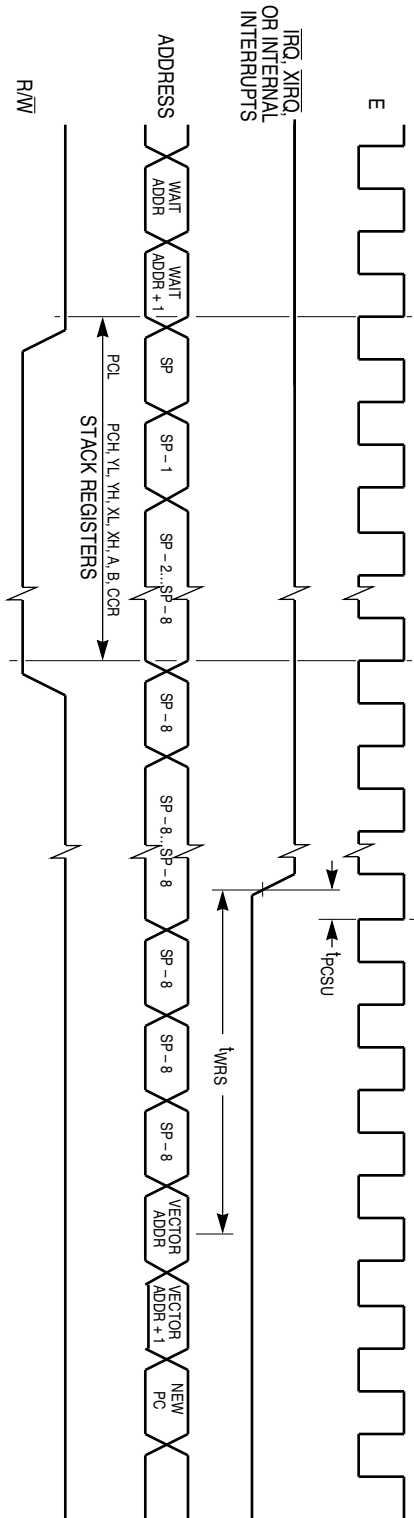 E
IRQ, XIRQ,
OR INTERNAL
INTERRUPTS
tPCSU
tWRS
ADDRESS
WAIT
ADDR
WAIT
ADDR + 1
SP
SP – 1
SP – 2...SP – 8
SP – 8
SP – 8...SP – 8
SP – 8
SP – 8
SP – 8
VECTOR
ADDR
VECTOR
ADDR + 1
NEW
PC
PCL
PCH, YL, YH, XL, XH, A, B, CCR
STACK REGISTERS
R/W